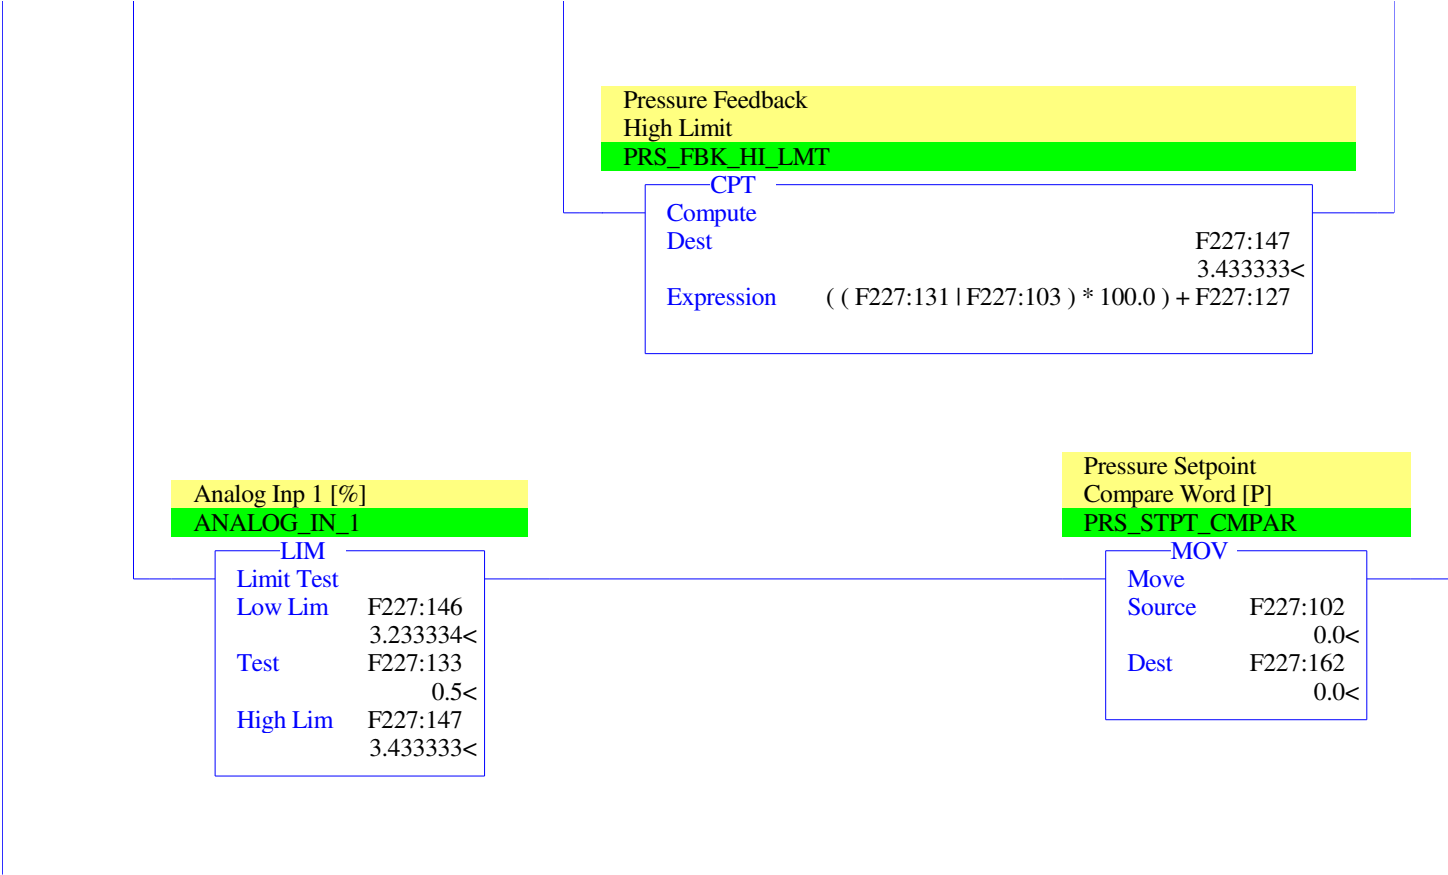 Pressure Feedback
High Limit
PRS_FBK_HI_LMT
CPT
Compute
Dest F227:147
3.433333<
Expression ( ( F227:131 | F227:103 ) * 100.0 ) + F227:127
Analog Inp 1 [%]
ANALOG_IN_1
LIM
Limit Test
Low Lim F227:146
3.233334<
Test F227:133
0.5<
High Lim F227:147
3.433333<
Pressure Setpoint
Compare Word [P]
PRS_STPT_CMPAR
MOV
Move
Source F227:102
0.0<
Dest F227:162
0.0<